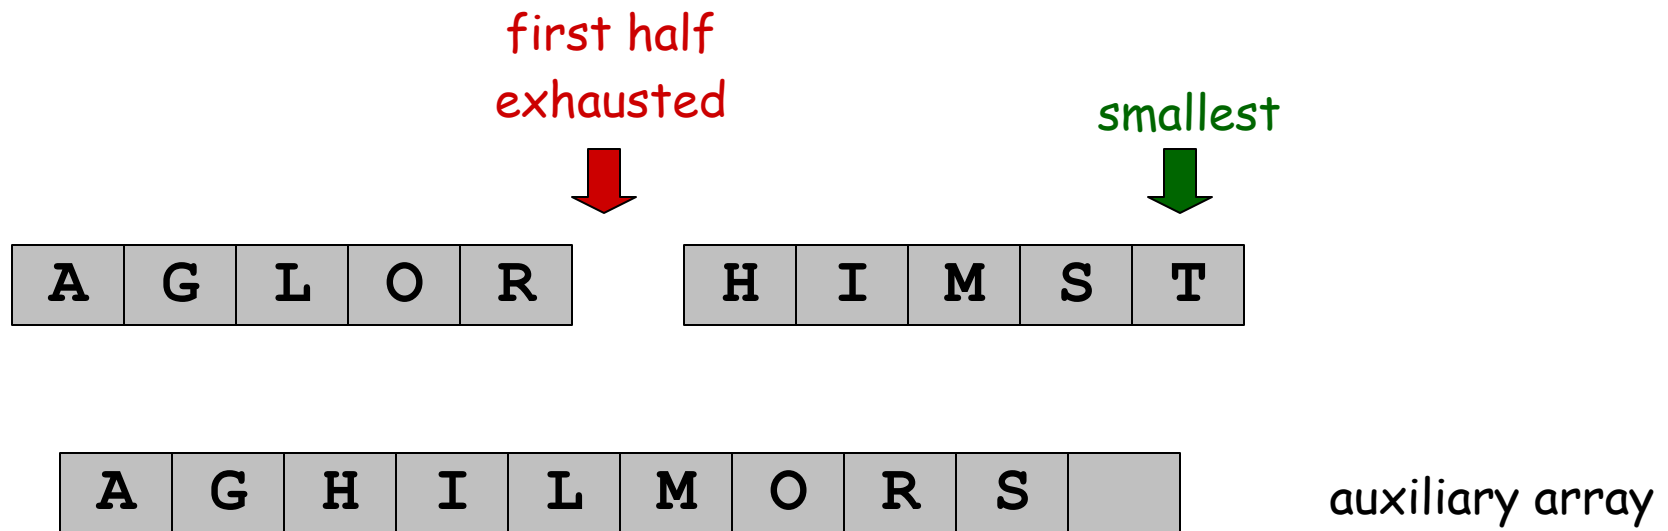 first half
exhausted
smallest
A G L O R H I M S T
A G H I L M O R S
auxiliary array